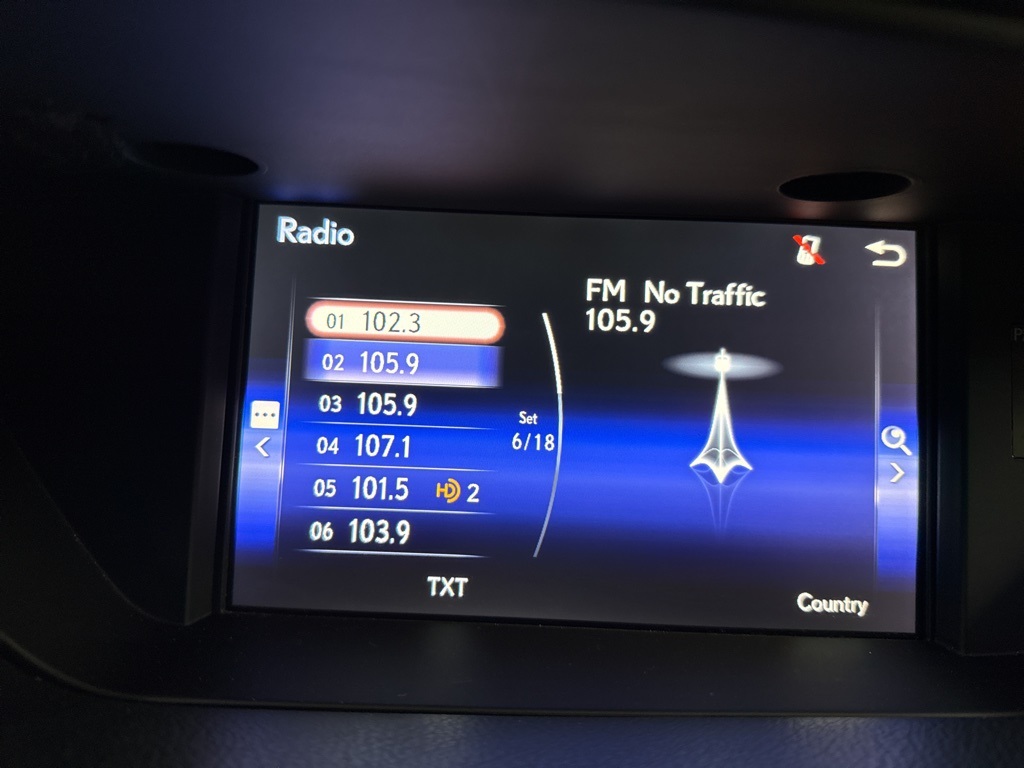 Radio
FM No Traffic
105.9
01 102.3
02 105.9
03 105.9
04 107.1
05 101.5 HD 2
06 103.9
Set
6/18
TXT
Country